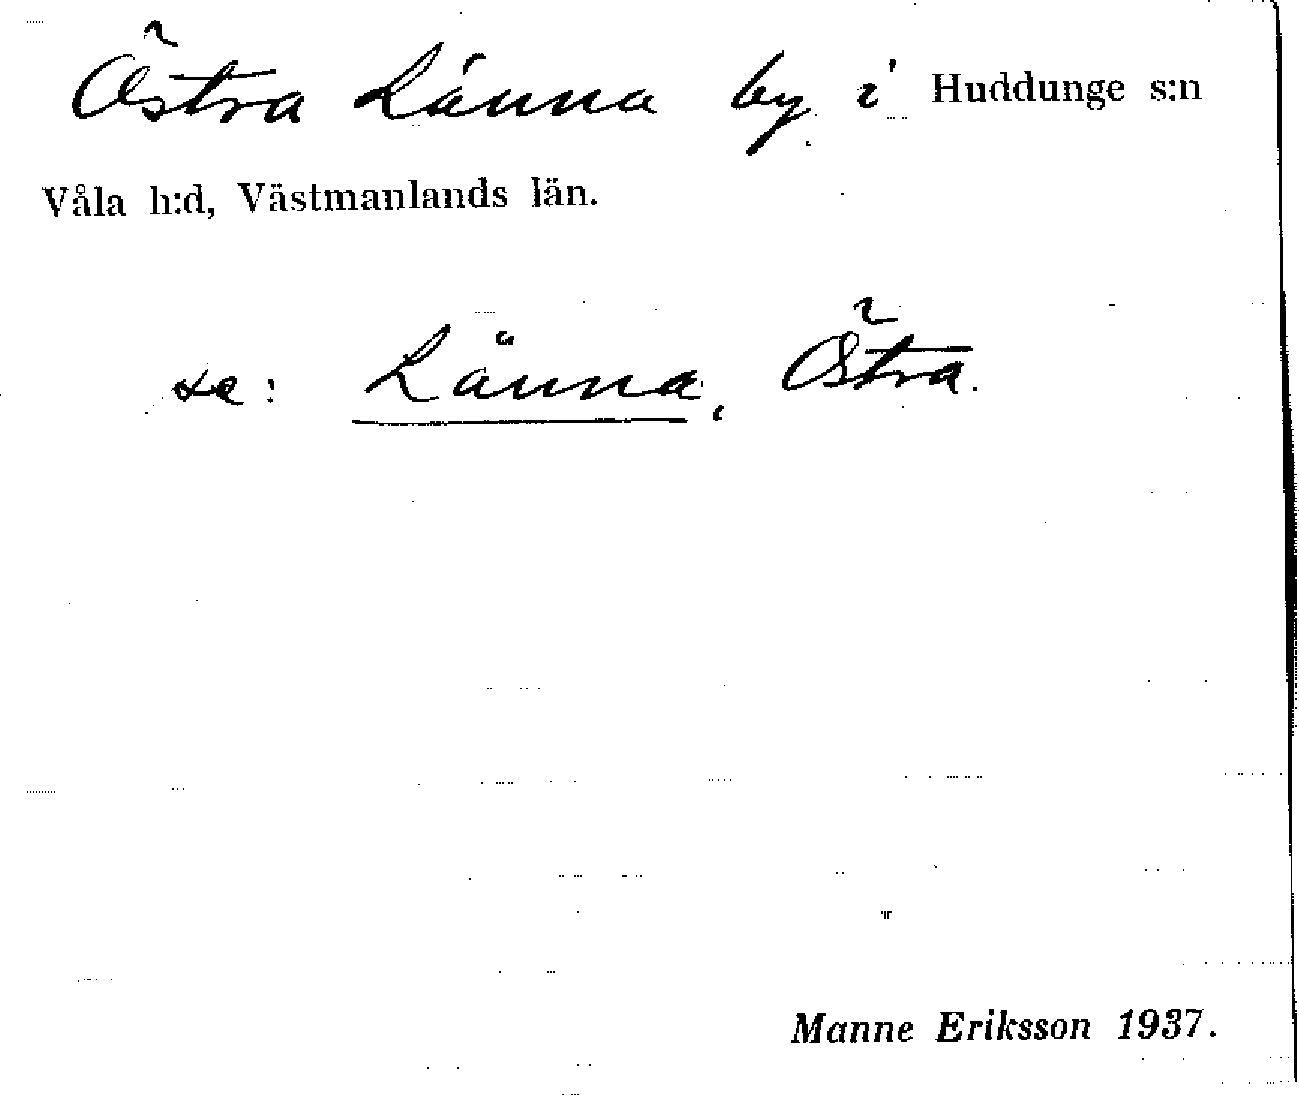 Östra Länna by i Huddunge s:n
Våla h:d, Västmanlands län.
se: Länna, Östra.
Manne Eriksson 1937.